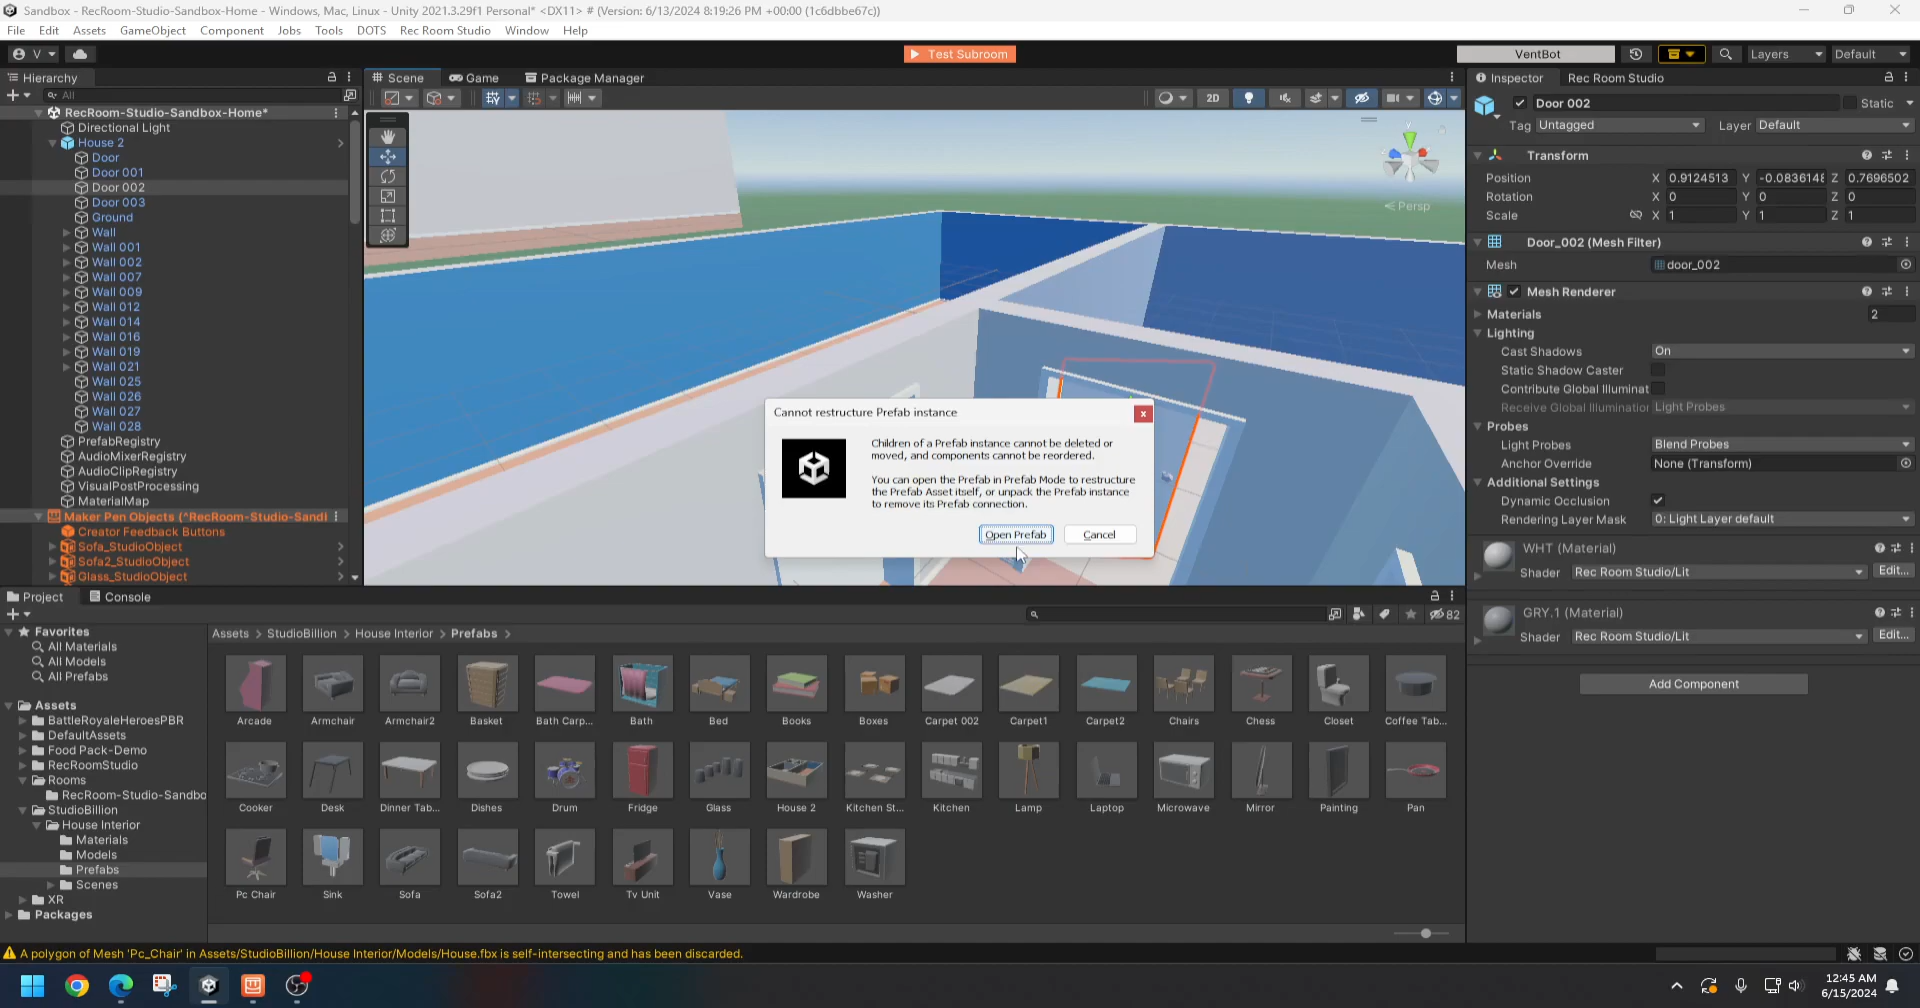 Sandbox - RecRoom-Studio-Sandbox-Home - Windows, Mac, Linux - Unity 2021.3.29f1 Personal* <DX11> # (Version: 6/13/2024 8:19:26 PM +00:00 (1c6dbbe67c))
File Edit Assets GameObject Component Jobs Tools DOTS Rec Room Studio Window Help
V Test Subroom VentBot Layers Default
Hierarchy Scene Game Package Manager Inspector Rec Room Studio
All 2D
RecRoom-Studio-Sandbox-Home*
Directional Light
House 2
Door
Door 001
Door 002
Door 003
Ground
Wall
Wall 001
Wall 002
Wall 007
Wall 009
Wall 012
Wall 014
Wall 016
Wall 019
Wall 021
Wall 025
Wall 026
Wall 027
Wall 028
PrefabRegistry
AudioMixerRegistry
AudioClipRegistry
VisualPostProcessing
MaterialMap
Maker Pen Objects (^RecRoom-Studio-Sandi
Creator Feedback Buttons
Sofa_StudioObject
Sofa2_StudioObject
Glass_StudioObject
Y
Persp
Cannot restructure Prefab instance
x
Children of a Prefab instance cannot be deleted or
moved, and components cannot be reordered.
You can open the Prefab in Prefab Mode to restructure
the Prefab Asset itself, or unpack the Prefab instance
to remove its Prefab connection.
Open Prefab Cancel
Door 002 Static
Tag Untagged Layer Default
Transform
Position X 0.9124513 Y -0.0836148 Z 0.7696502
Rotation X 0 Y 0 Z 0
Scale X 1 Y 1 Z 1
Door_002 (Mesh Filter)
Mesh door_002
Mesh Renderer
Materials 2
Lighting
Cast Shadows On
Static Shadow Caster
Contribute Global Illuminat
Receive Global Illumination Light Probes
Probes
Light Probes Blend Probes
Anchor Override None (Transform)
Additional Settings
Dynamic Occlusion
Rendering Layer Mask 0: Light Layer default
WHT (Material)
Shader Rec Room Studio/Lit Edit...
GRY.1 (Material)
Shader Rec Room Studio/Lit Edit...
Add Component
Project Console
82
Favorites
All Materials
All Models
All Prefabs
Assets
BattleRoyaleHeroesPBR
DefaultAssets
Food Pack-Demo
RecRoomStudio
Rooms
RecRoom-Studio-Sandbo
StudioBillion
House Interior
Materials
Models
Prefabs
Scenes
XR
Packages
Assets > StudioBillion > House Interior > Prefabs >
Arcade Armchair Armchair2 Basket Bath Carp... Bath Bed Books Boxes Carpet 002 Carpet1 Carpet2 Chairs Chess Closet Coffee Tab...
Cooker Desk Dinner Tab... Dishes Drum Fridge Glass House 2 Kitchen St... Kitchen Lamp Laptop Microwave Mirror Painting Pan
Pc Chair Sink Sofa Sofa2 Towel Tv Unit Vase Wardrobe Washer
A polygon of Mesh 'Pc_Chair' in Assets/StudioBillion/House Interior/Models/House.fbx is self-intersecting and has been discarded.
12:45 AM
6/15/2024